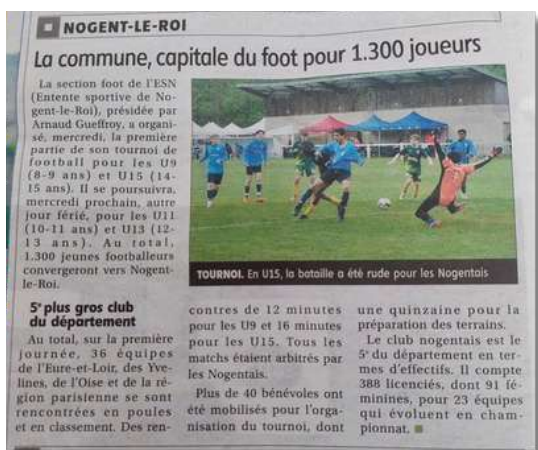 NOGENT-LE-ROI
La commune, capitale du foot pour 1.300 joueurs
La section foot de l'ESN
(Entente sportive de No-
gent-le-Roi), présidée par
Arnaud Gueffroy, a organi-
sé, mercredi, la première
partie de son tournoi de
football pour les U9
(8-9 ans) et U15 (14-
15 ans). Il se poursuivra,
mercredi prochain, autre
jour férié, pour les U11
(10-11 ans) et U13 (12-
13 ans). Au total,
1.300 jeunes footballeurs
convergeront vers Nogent-
le-Roi.
TOURNOI. En U15, la bataille a été rude pour les Nogentais
5e plus gros club
du département
Au total, sur la première
journée, 36 équipes
de l'Eure-et-Loir, des Yve-
lines, de l'Oise et de la ré-
gion parisienne se sont
rencontrées en poules
et en classement. Des ren-
contres de 12 minutes
pour les U9 et 16 minutes
pour les U15. Tous les
matchs étaient arbitrés par
les Nogentais.
Plus de 40 bénévoles ont
été mobilisés pour l'orga-
nisation du tournoi, dont
une quinzaine pour la
préparation des terrains.
Le club nogentais est le
5e du département en ter-
mes d'effectifs. Il compte
388 licenciés, dont 91 fé-
minines, pour 23 équipes
qui évoluent en cham-
pionnat.